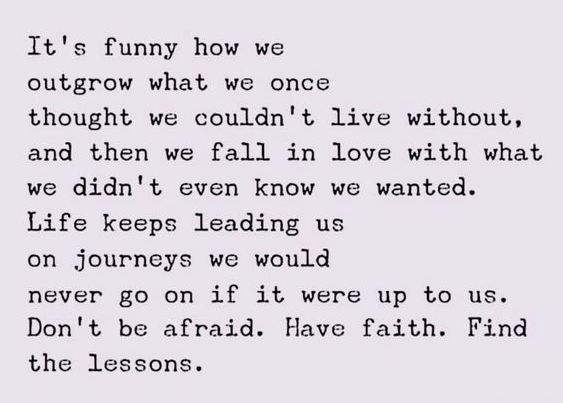 It's funny how we
outgrow what we once
thought we couldn't live without,
and then we fall in love with what
we didn't even know we wanted.
Life keeps leading us
on journeys we would
never go on if it were up to us.
Don't be afraid. Have faith. Find
the lessons.